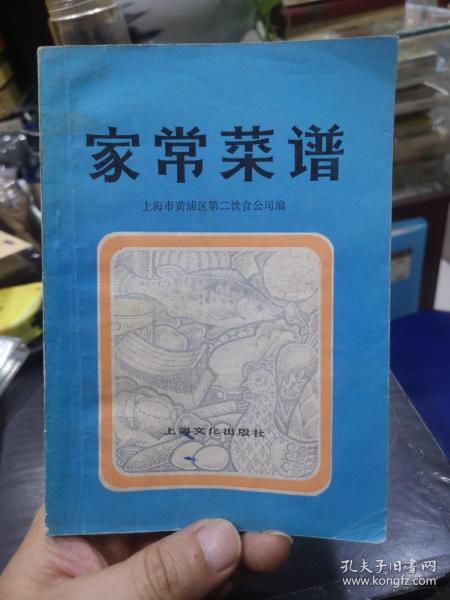 家常菜谱
上海市黄浦区第二饮食公司编
上海文化出版社
孔夫子旧书网
www.kongfz.com